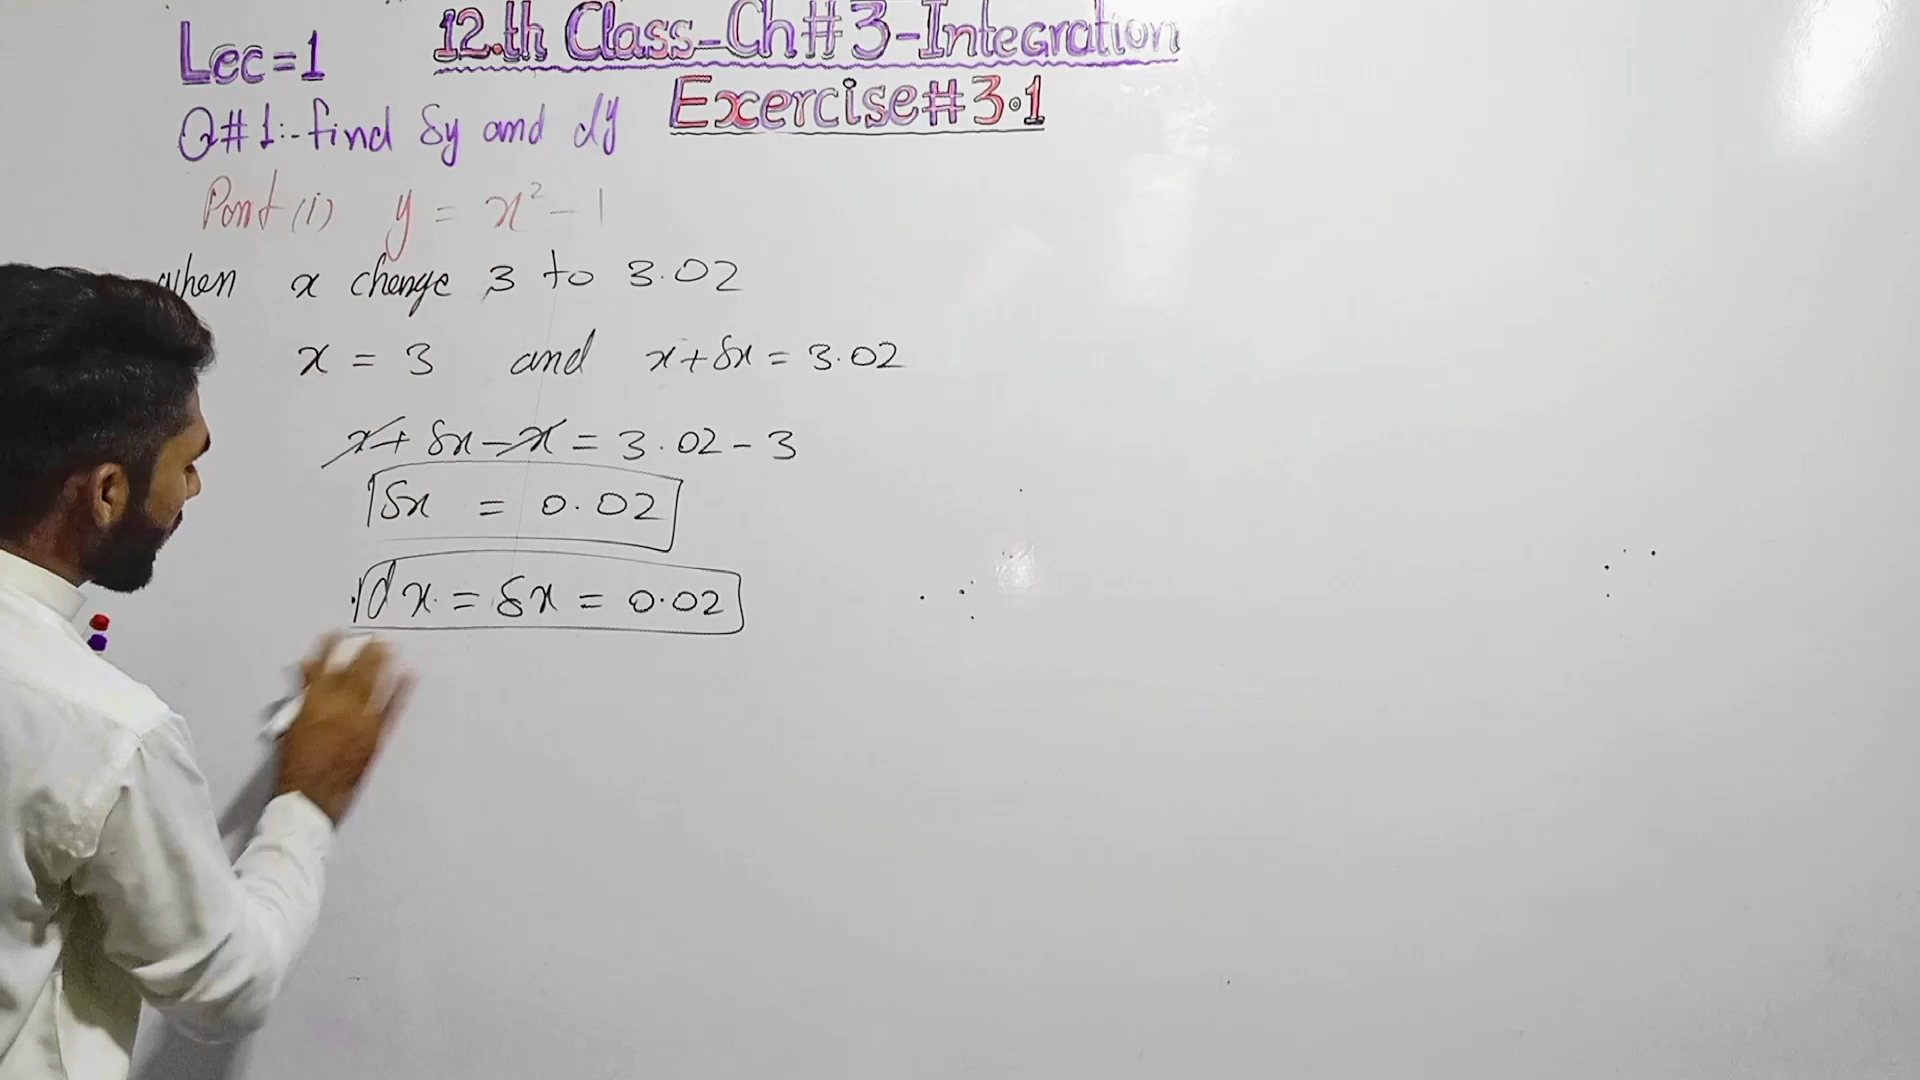 Lec=1
12.th Class-Ch#3-Integration
Exercise#3.1
Q#1:- find δy and dy
Part (i) y = x² - 1
when x change 3 to 3.02
x = 3 and x+δx = 3.02
x+ δx - x = 3.02 - 3
δx = 0.02
dx = δx = 0.02